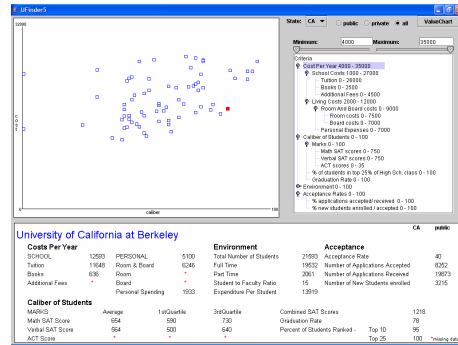 UFinder5
State: CA public private all ValueChart
Minimum: 4000 Maximum: 35000
32000
cost
0
caliber
100
Criteria
Cost Per Year 4000 - 35000
School Costs 1000 - 27000
Tuition 0 - 26000
Books 0 - 2500
Additional Fees 0 - 4500
Living Costs 2000 - 12000
Room And Board costs 0 - 9000
Room costs 0 - 7500
Board costs 0 - 7000
Personal Expenses 0 - 7000
Caliber of Students 0 - 100
Marks 0 - 100
Math SAT scores 0 - 750
Verbal SAT scores 0 - 750
ACT scores 0 - 35
% of students in top 25% of High Sch. class 0 - 100
Graduation Rate 0 - 100
Environment 0 - 100
Acceptance Rates 0 - 100
% applications accepted/ received 0 - 100
% new students enrolled / accepted 0 - 100
CA public
University of California at Berkeley
Costs Per Year Environment Acceptance
SCHOOL 12593 PERSONAL 5100 Total Number of Students 21593 Acceptance Rate 40
Tuition 11648 Room & Board 6246 Full Time 19532 Number of Applications Accepted 8252
Books 636 Room * Part Time 2061 Number of Applications Received 19873
Additional Fees * Board * Student to Faculty Ratio 15 Number of New Students enrolled 3215
Personal Spending 1933 Expenditure Per Student 13919
Caliber of Students
MARKS Average 1stQuartile 3rdQuartile Combined SAT Scores 1218
Math SAT Score 654 590 730 Graduation Rate 78
Verbal SAT Score 564 500 640 Percent of Students Ranked - Top 10 95
ACT Score * * * Top 25 100 *missing data